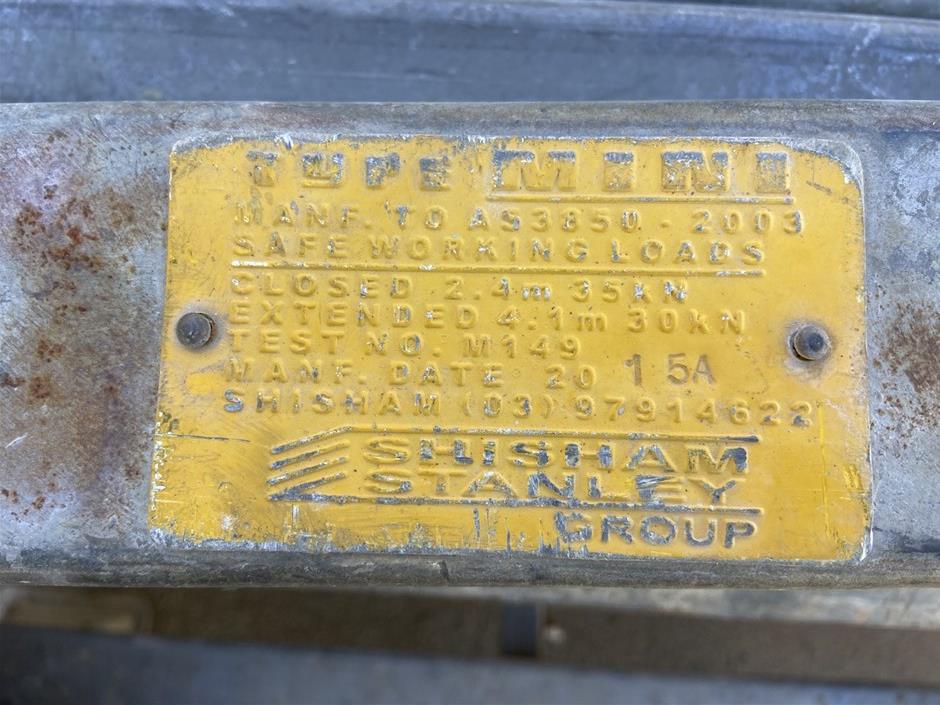 TYPE MINI
MANF. TO AS3850 - 2003
SAFE WORKING LOADS
CLOSED 2.4m 35kN
EXTENDED 4.1m 30kN
TEST NO. M149
MANF. DATE 20 15A
SHISHAM (03) 97914622
SHISHAM
STANLEY
GROUP